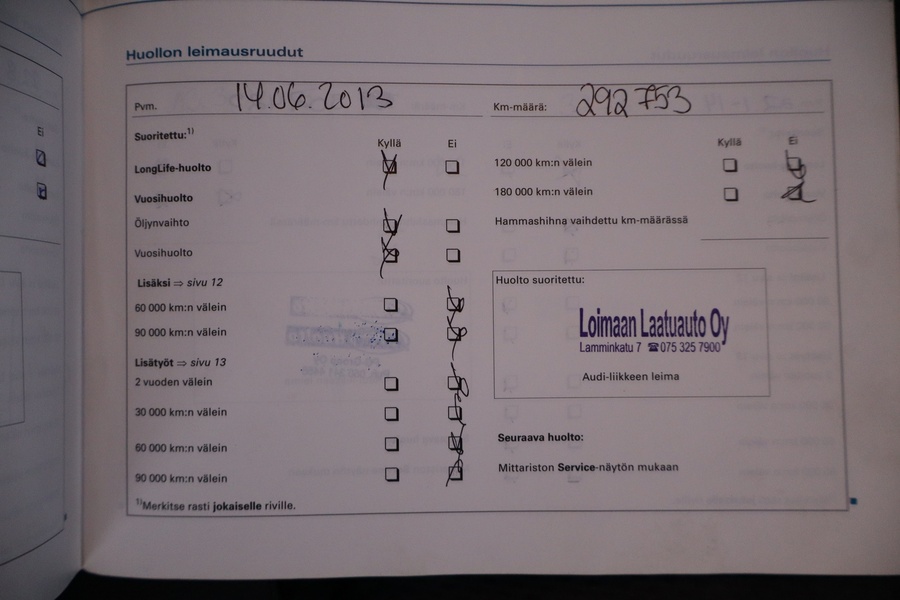 Ei
Huollon leimausruudut
Pvm. 14.06.2013
Km-määrä: 292753
Suoritettu:1)
Kyllä Ei
LongLife-huolto
Vuosihuolto
Öljynvaihto
Vuosihuolto
Lisäksi ⇒ sivu 12
60 000 km:n välein
90 000 km:n välein
Lisätyöt ⇒ sivu 13
2 vuoden välein
30 000 km:n välein
60 000 km:n välein
90 000 km:n välein
1)Merkitse rasti jokaiselle riville.
Kyllä Ei
120 000 km:n välein
180 000 km:n välein
Hammashihna vaihdettu km-määrässä
Huolto suoritettu:
Loimaan Laatuauto Oy
Lamminkatu 7 ☎075 325 7900
Audi-liikkeen leima
Seuraava huolto:
Mittariston Service-näytön mukaan